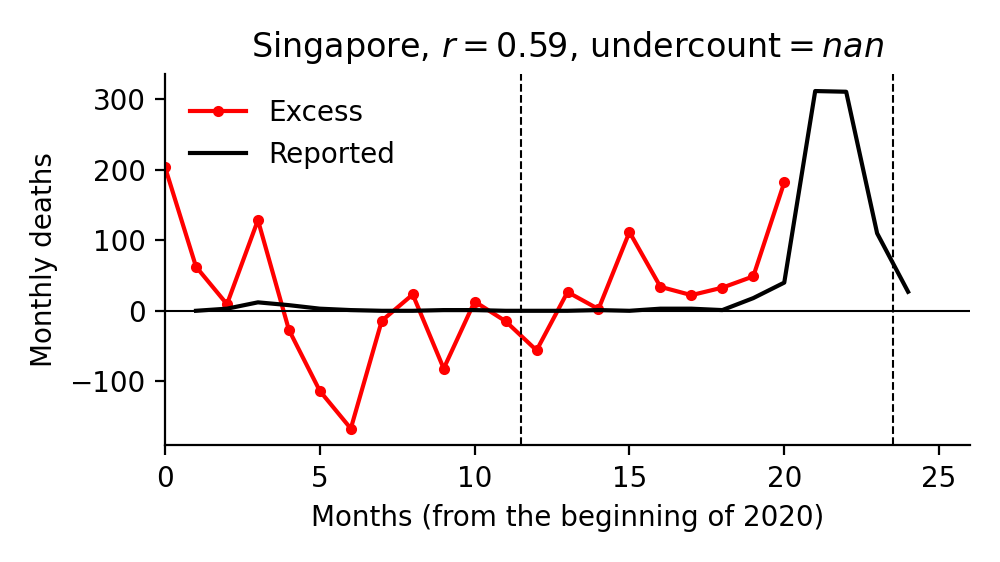 Singapore, r = 0.59, undercount = nan
Excess
Reported
Monthly deaths
300
200
100
0
−100
0 5 10 15 20 25
Months (from the beginning of 2020)